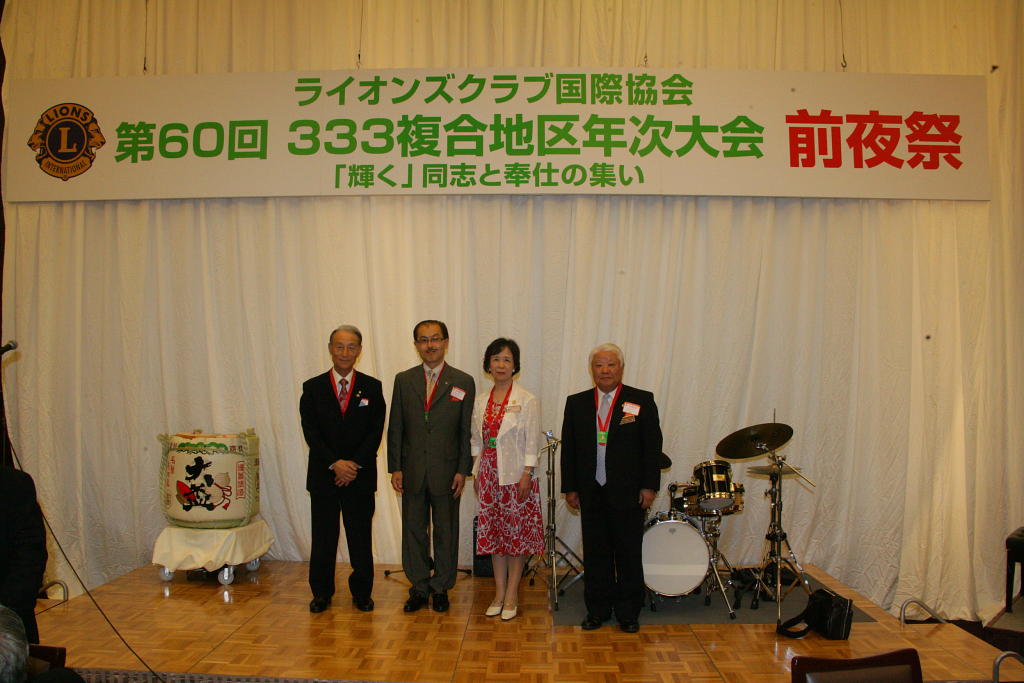 ライオンズクラブ国際協会
LIONS
L
INTERNATIONAL
第60回 333複合地区年次大会 前夜祭
「輝く」同志と奉仕の集い